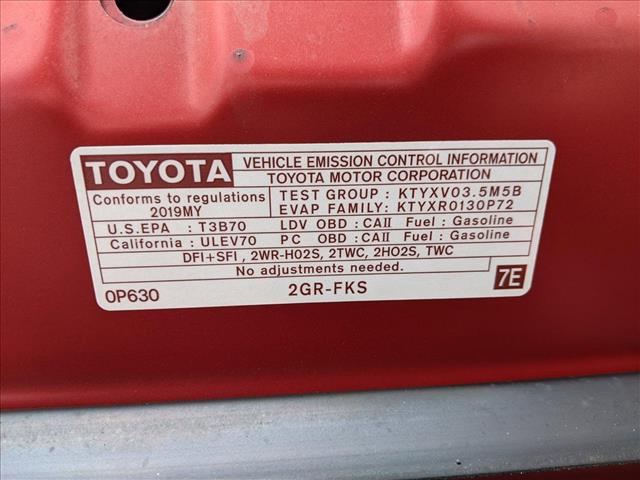 TOYOTA VEHICLE EMISSION CONTROL INFORMATION
TOYOTA MOTOR CORPORATION
Conforms to regulations
2019MY
TEST GROUP : KTYXV03.5M5B
EVAP FAMILY: KTYXR0130P72
U.S.EPA : T3B70 LDV OBD : CAII Fuel : Gasoline
California : ULEV70 PC OBD : CAII Fuel : Gasoline
DFI+SFI , 2WR-HO2S, 2TWC, 2HO2S, TWC
No adjustments needed.
0P630 2GR-FKS 7E